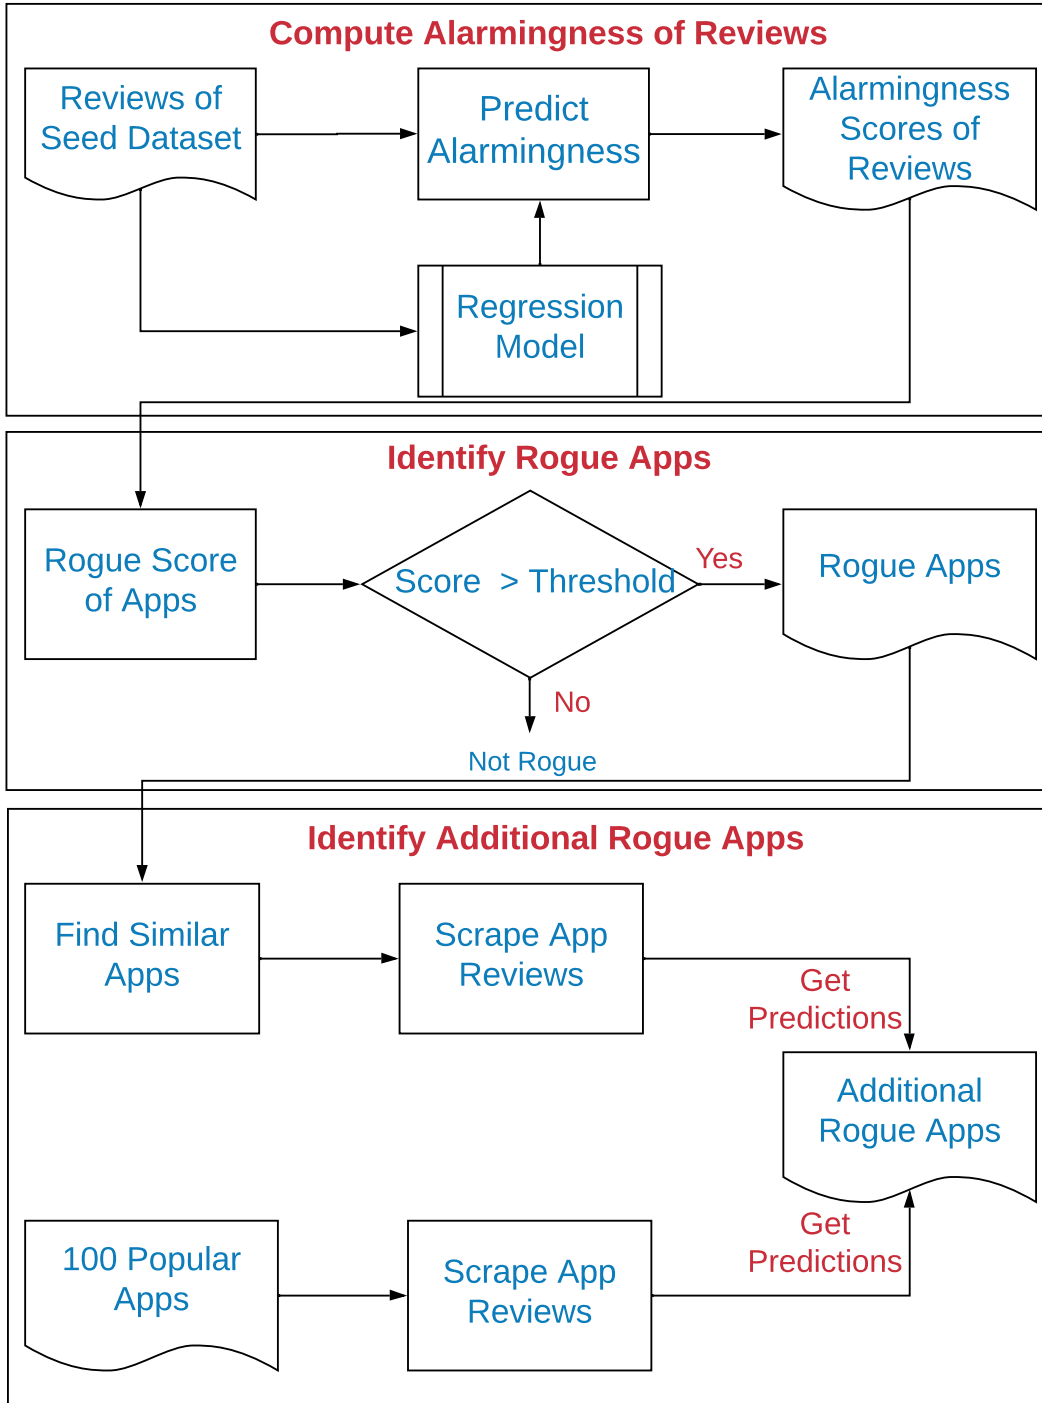 Compute Alarmingness of Reviews
Reviews of
Seed Dataset
Predict
Alarmingness
Alarmingness
Scores of
Reviews
Regression
Model
Identify Rogue Apps
Rogue Score
of Apps
Score > Threshold
Yes
Rogue Apps
No
Not Rogue
Identify Additional Rogue Apps
Find Similar
Apps
Scrape App
Reviews
Get
Predictions
Additional
Rogue Apps
100 Popular
Apps
Scrape App
Reviews
Get
Predictions